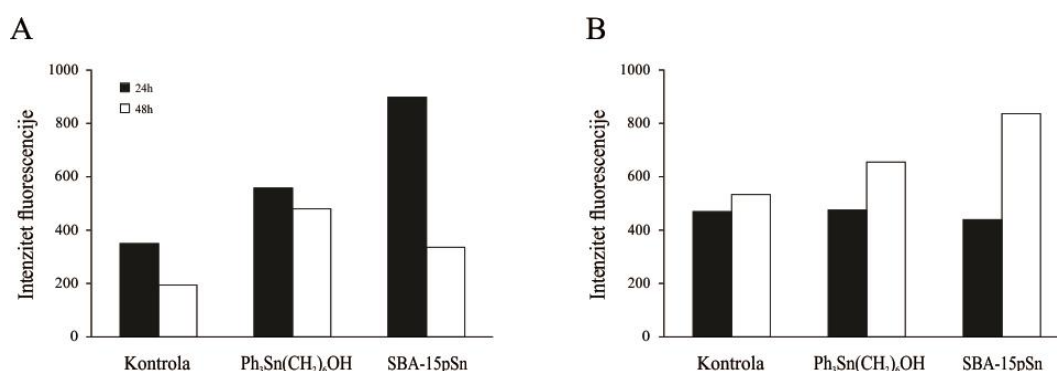 A
Intenzitet fluorescencije
1000
800
600
400
200
0
24h
48h
Kontrola
Ph₃Sn(CH₂)₆OH
SBA-15pSn
B
Intenzitet fluorescencije
1000
800
600
400
200
0
Kontrola
Ph₃Sn(CH₂)₆OH
SBA-15pSn